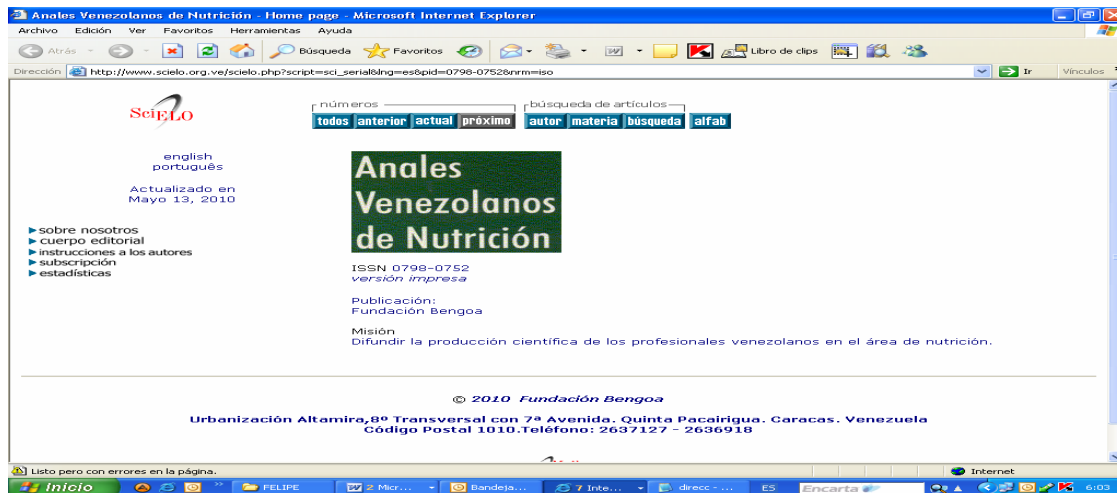 Anales Venezolanos de Nutrición - Home page - Microsoft Internet Explorer
Archivo Edición Ver Favoritos Herramientas Ayuda
Atrás Búsqueda Favoritos Libro de clips
Dirección http://www.scielo.org.ve/scielo.php?script=sci_serial&lng=es&pid=0798-0752&nrm=iso Ir Vínculos
SciELO
números búsqueda de artículos
todos anterior actual próximo autor materia búsqueda alfab
english
português
Actualizado en
Mayo 13, 2010
sobre nosotros
cuerpo editorial
instrucciones a los autores
subscripción
estadísticas
Anales
Venezolanos
de Nutrición
ISSN 0798-0752
versión impresa
Publicación:
Fundación Bengoa
Misión
Difundir la producción científica de los profesionales venezolanos en el área de nutrición.
© 2010 Fundación Bengoa
Urbanización Altamira,8º Transversal con 7ª Avenida. Quinta Pacairigua. Caracas. Venezuela
Código Postal 1010.Teléfono: 2637127 - 2636918
Listo pero con errores en la página. Internet
Inicio FELIPE 2 Micr... Bandeja... 7 Inte... direcc - ... ES Encarta 6:03